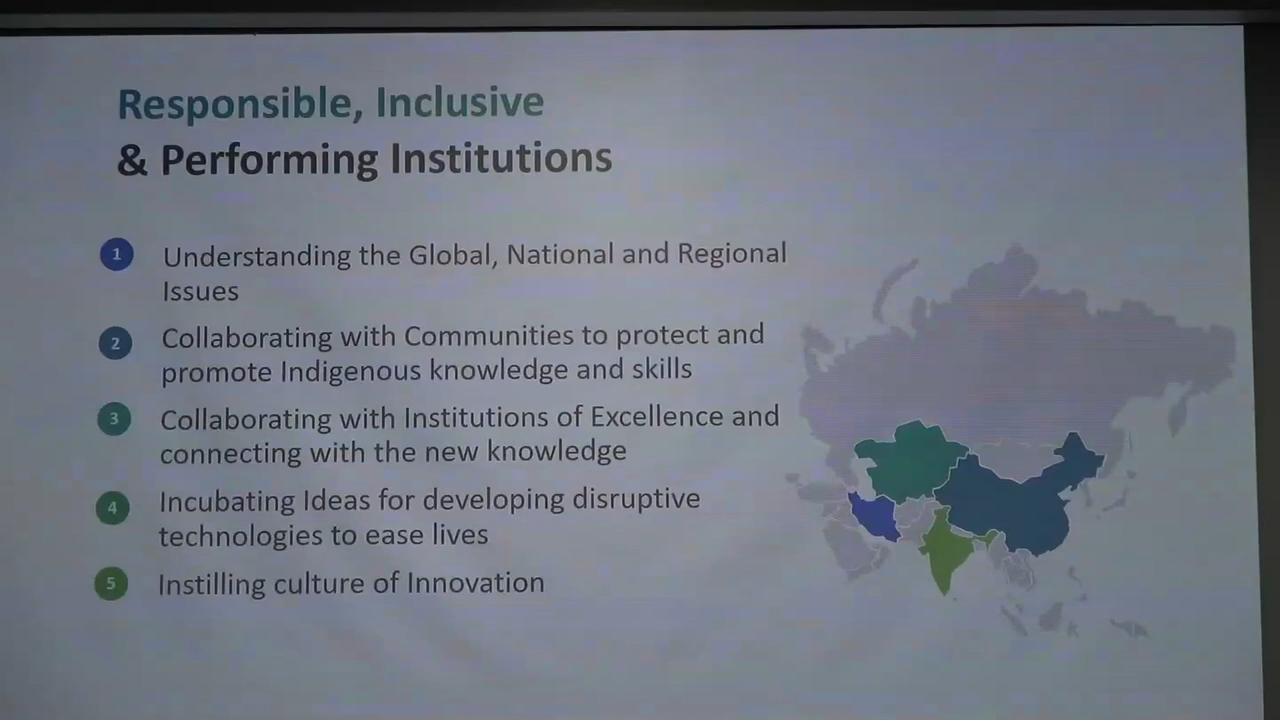 Responsible, Inclusive
& Performing Institutions
1 Understanding the Global, National and Regional
Issues
2 Collaborating with Communities to protect and
promote Indigenous knowledge and skills
3 Collaborating with Institutions of Excellence and
connecting with the new knowledge
4 Incubating Ideas for developing disruptive
technologies to ease lives
5 Instilling culture of Innovation